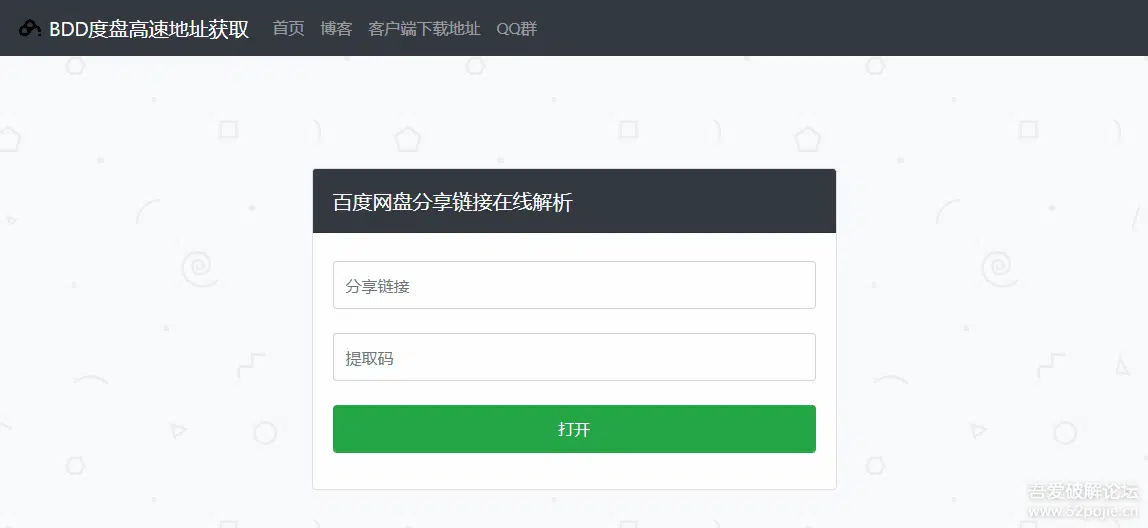 BDD度盘高速地址获取 首页 博客 客户端下载地址 QQ群
百度网盘分享链接在线解析
分享链接
提取码
打开
吾爱破解论坛
www.52pojie.cn